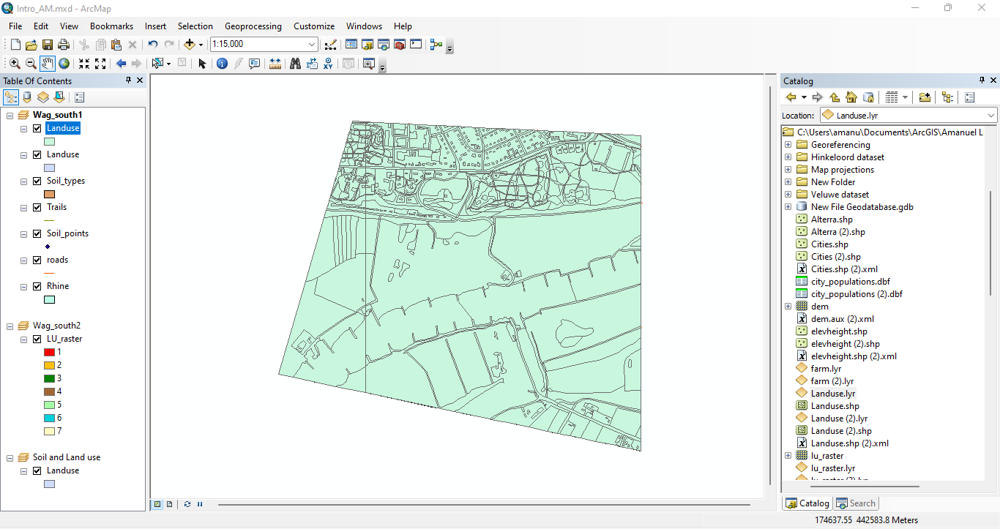 Intro_AM.mxd - ArcMap
File Edit View Bookmarks Insert Selection Geoprocessing Customize Windows Help
1:15,000
Table Of Contents
Wag_south1
Landuse
Landuse
Soil_types
Trails
Soil_points
roads
Rhine
Wag_south2
LU_raster
1
2
3
4
5
6
7
Soil and Land use
Landuse
Catalog
Location: Landuse.lyr
C:\Users\amanu\Documents\ArcGIS\Amanuel L
Georeferencing
Hinkeloord dataset
Map projections
New Folder
Veluwe dataset
New File Geodatabase.gdb
Alterra.shp
Alterra (2).shp
Cities.shp
Cities (2).shp
Cities.shp (2).xml
city_populations.dbf
city_populations (2).dbf
dem
dem.aux (2).xml
elevheight.shp
elevheight (2).shp
elevheight.shp (2).xml
farm.lyr
farm (2).lyr
Landuse.lyr
Landuse.shp
Landuse (2).lyr
Landuse (2).shp
Landuse.shp (2).xml
lu_raster
lu_raster.lyr
Catalog Search
174637.55 442583.8 Meters